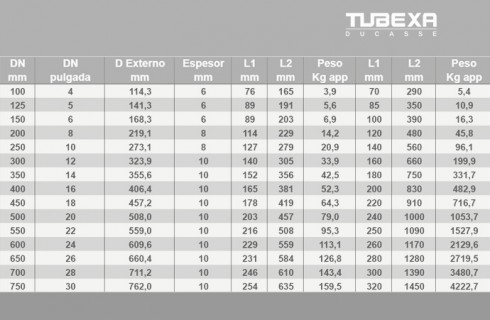 TUBEXA
DUCASSE
DN DN D Externo Espesor L1 L2 Peso L1 L2 Peso
mm pulgada mm mm mm mm Kg app mm mm Kg app
100 4 114,3 6 76 165 3,9 70 290 5,4
125 5 141,3 6 89 191 5,6 85 350 10,9
150 6 168,3 6 89 203 6,9 100 390 16,3
200 8 219,1 8 114 229 14,2 120 480 45,8
250 10 273,1 8 127 279 20,9 140 560 96,1
300 12 323,9 10 140 305 33,9 160 660 199,9
350 14 355,6 10 152 356 42,5 180 750 331,7
400 16 406,4 10 165 381 52,3 200 830 482,9
450 18 457,2 10 178 419 64,3 220 910 716,7
500 20 508,0 10 203 457 79,0 240 1000 1053,7
550 22 559,0 10 216 508 95,3 250 1090 1527,9
600 24 609,6 10 229 559 113,1 260 1170 2129,6
650 26 660,4 10 231 584 126,8 280 1280 2719,5
700 28 711,2 10 246 610 143,4 300 1390 3480,7
750 30 762,0 10 254 635 159,5 320 1450 4222,7